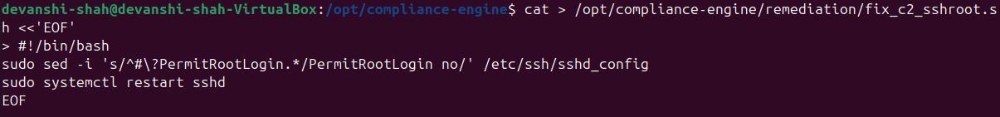 devanshi-shah@devanshi-shah-VirtualBox:/opt/compliance-engine$ cat > /opt/compliance-engine/remediation/fix_c2_sshroot.s
h <<'EOF'
> #!/bin/bash
sudo sed -i 's/^#\?PermitRootLogin.*/PermitRootLogin no/' /etc/ssh/sshd_config
sudo systemctl restart sshd
EOF